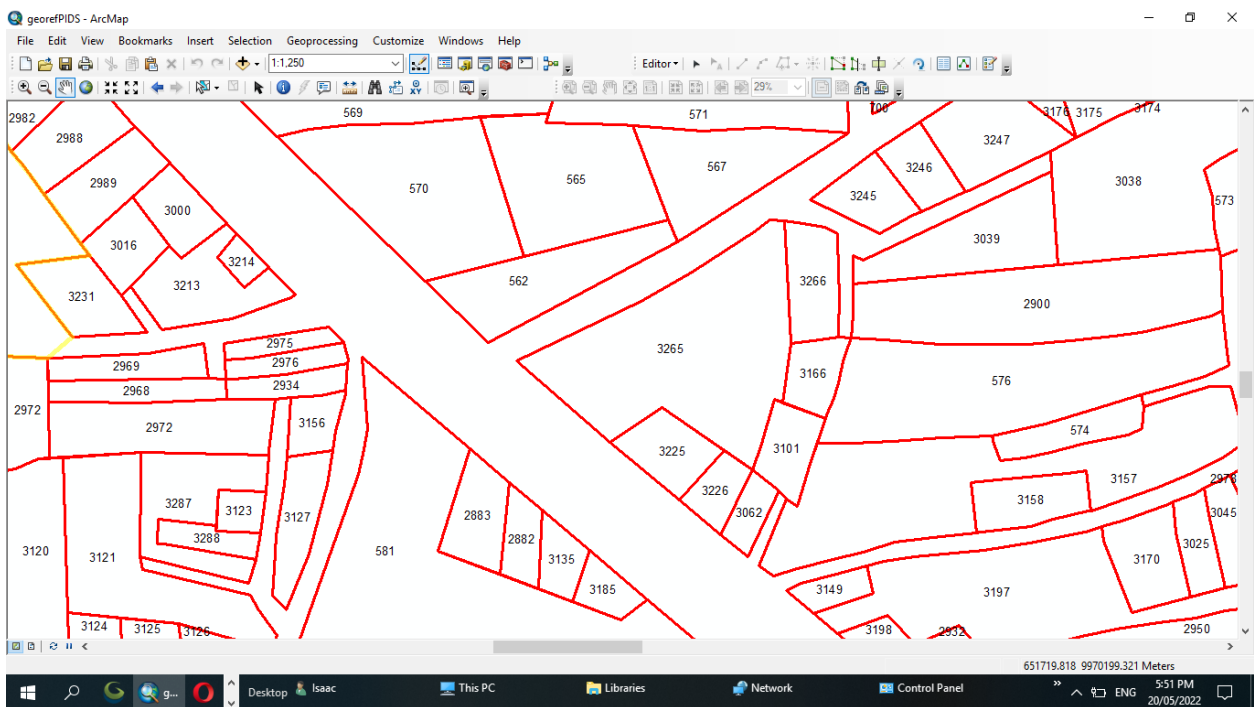 georefPIDS - ArcMap
File Edit View Bookmarks Insert Selection Geoprocessing Customize Windows Help
1:1,250 Editor
29%
2982 569 571 700 3176 3175 3174
2988 3247
2989 570 565 567 3246 3038
3000 3245 573
3016 3039
3214
3231 3213 562 3266
2900
2975 3265
2969 2976 3166 576
2968 2934
2972 3156 574
2972 3225 3101
3226 3157 2978
3287 3123 3127 2883 3062 3158 3045
3288 2882 3025
3120 3121 581 3135 3170
3185 3149 3197
3124 3125 3126 3198 2932 2950
651719.818 9970199.321 Meters
g... Desktop Isaac This PC Libraries Network Control Panel ENG 5:51 PM
20/05/2022